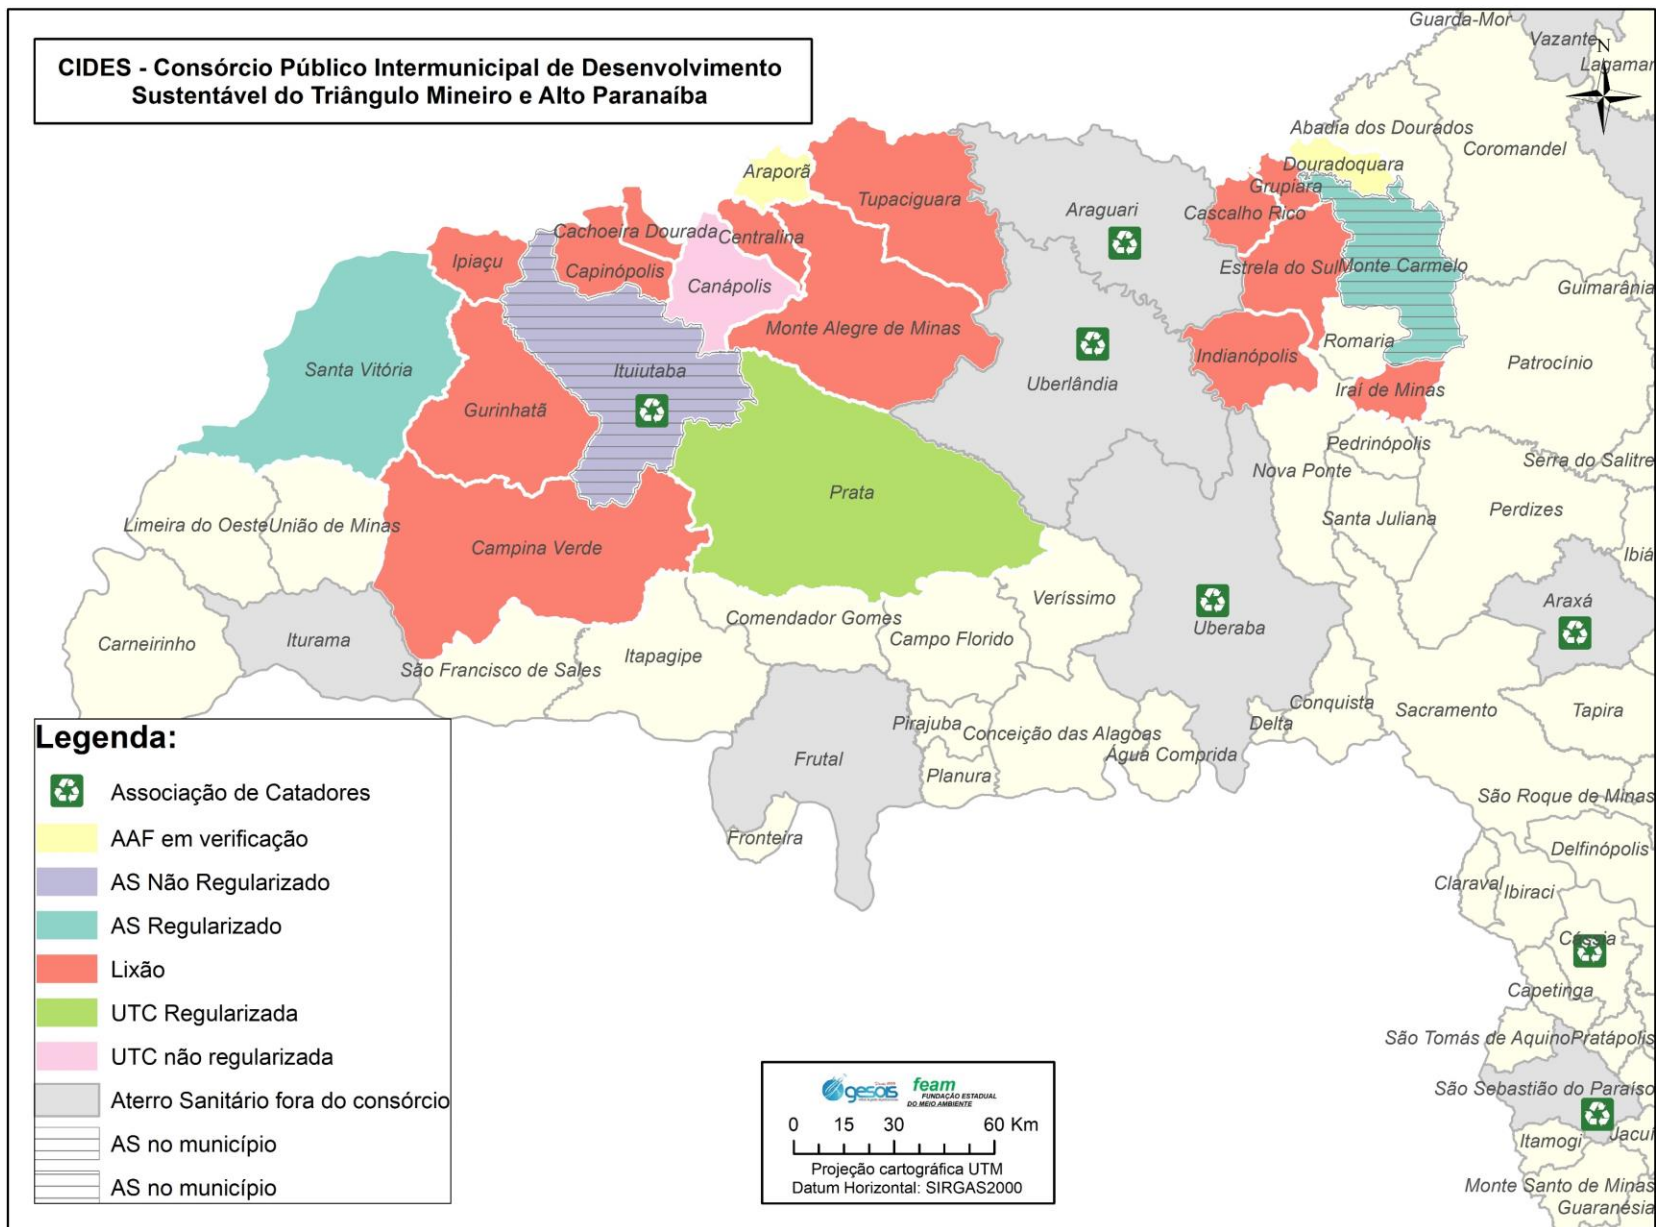 CIDES - Consórcio Público Intermunicipal de Desenvolvimento
Sustentável do Triângulo Mineiro e Alto Paranaíba
Guarda-Mor
Vazante
N
Lagamar
Abadia dos Dourados
Coromandel
Araporã
Douradoquara
Tupaciguara
Grupiara
Araguari
Cascalho Rico
Cachoeira Dourada
Centralina
Ipiaçu
Capinópolis
Estrela do Sul
Monte Carmelo
Canápolis
Guimarânia
Monte Alegre de Minas
Romaria
Indianópolis
Santa Vitória
Ituiutaba
Patrocínio
Uberlândia
Iraí de Minas
Gurinhatã
Pedrinópolis
Nova Ponte
Serra do Salitre
Prata
Limeira do Oeste
União de Minas
Santa Juliana
Perdizes
Campina Verde
Ibiá
Veríssimo
Araxá
Comendador Gomes
Uberaba
Carneirinho
Iturama
Campo Florido
São Francisco de Sales
Itapagipe
Conquista
Sacramento
Tapira
Pirajuba
Conceição das Alagoas
Delta
Água Comprida
Frutal
Planura
São Roque de Minas
Fronteira
Delfinópolis
Claraval
Ibiraci
Cássia
Capetinga
São Tomás de Aquino
Pratápolis
São Sebastião do Paraíso
Itamogi
Jacuí
Monte Santo de Minas
Guaranésia
Legenda:
Associação de Catadores
AAF em verificação
AS Não Regularizado
AS Regularizado
Lixão
UTC Regularizada
UTC não regularizada
Aterro Sanitário fora do consórcio
AS no município
AS no município
gesois
feam
FUNDAÇÃO ESTADUAL
DO MEIO AMBIENTE
0 15 30 60 Km
Projeção cartográfica UTM
Datum Horizontal: SIRGAS2000